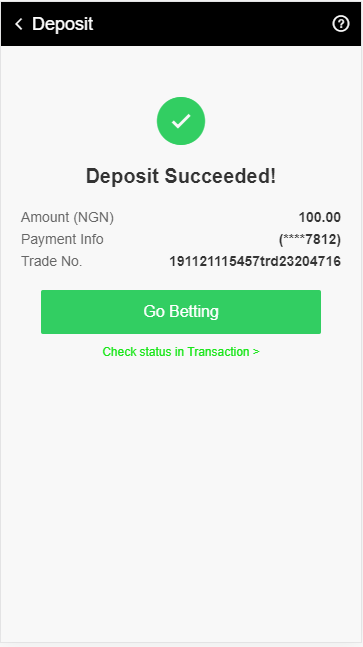 Deposit
Deposit Succeeded!
Amount (NGN) 100.00
Payment Info (****7812)
Trade No. 191121115457trd23204716
Go Betting
Check status in Transaction >